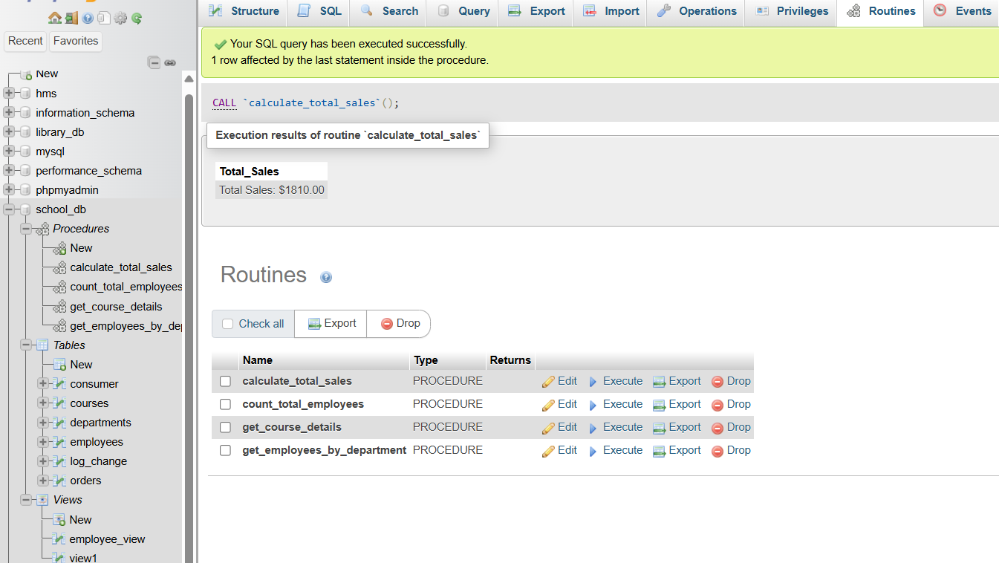 Recent Favorites
New
hms
information_schema
library_db
mysql
performance_schema
phpmyadmin
school_db
Procedures
New
calculate_total_sales
count_total_employees
get_course_details
get_employees_by_de
Tables
New
consumer
courses
departments
employees
log_change
orders
Views
New
employee_view
view1
Structure SQL Search Query Export Import Operations Privileges Routines Events
Your SQL query has been executed successfully.
1 row affected by the last statement inside the procedure.
CALL `calculate_total_sales`();
Execution results of routine `calculate_total_sales`
Total_Sales
Total Sales: $1810.00
Routines
Check all Export Drop
Name Type Returns
calculate_total_sales PROCEDURE Edit Execute Export Drop
count_total_employees PROCEDURE Edit Execute Export Drop
get_course_details PROCEDURE Edit Execute Export Drop
get_employees_by_department PROCEDURE Edit Execute Export Drop